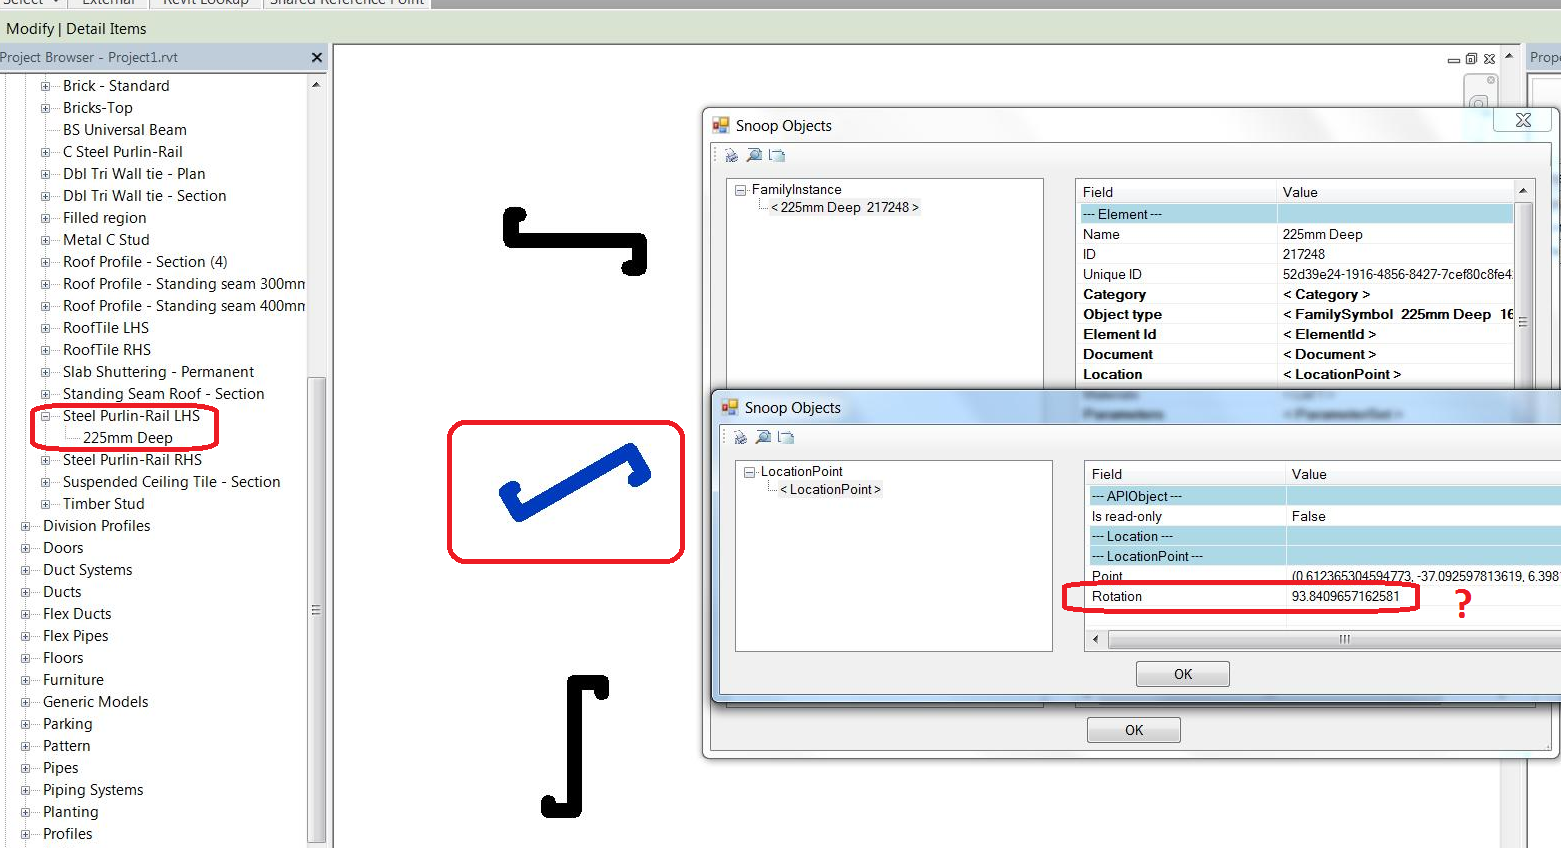 Select
External
Revit Lookup
Shared Reference Point
Modify | Detail Items
Project Browser - Project1.rvt
Brick - Standard
Bricks-Top
BS Universal Beam
C Steel Purlin-Rail
Dbl Tri Wall tie - Plan
Dbl Tri Wall tie - Section
Filled region
Metal C Stud
Roof Profile - Section (4)
Roof Profile - Standing seam 300mm
Roof Profile - Standing seam 400mm
RoofTile LHS
RoofTile RHS
Slab Shuttering - Permanent
Standing Seam Roof - Section
Steel Purlin-Rail LHS
225mm Deep
Steel Purlin-Rail RHS
Suspended Ceiling Tile - Section
Timber Stud
Division Profiles
Doors
Duct Systems
Ducts
Flex Ducts
Flex Pipes
Floors
Furniture
Generic Models
Parking
Pattern
Pipes
Piping Systems
Planting
Profiles
Prope
Snoop Objects
FamilyInstance
< 225mm Deep 217248 >
Field Value
--- Element ---
Name 225mm Deep
ID 217248
Unique ID 52d39e24-1916-4856-8427-7cef80c8fe4
Category < Category >
Object type < FamilySymbol 225mm Deep 16
Element Id < ElementId >
Document < Document >
Location < LocationPoint >
Parameters < ParameterSet >
Snoop Objects
LocationPoint
< LocationPoint >
Field Value
--- APIObject ---
Is read-only False
--- Location ---
--- LocationPoint ---
Point (0.612365304594773, -37.092597813619, 6.398
Rotation 93.8409657162581
?
OK
OK